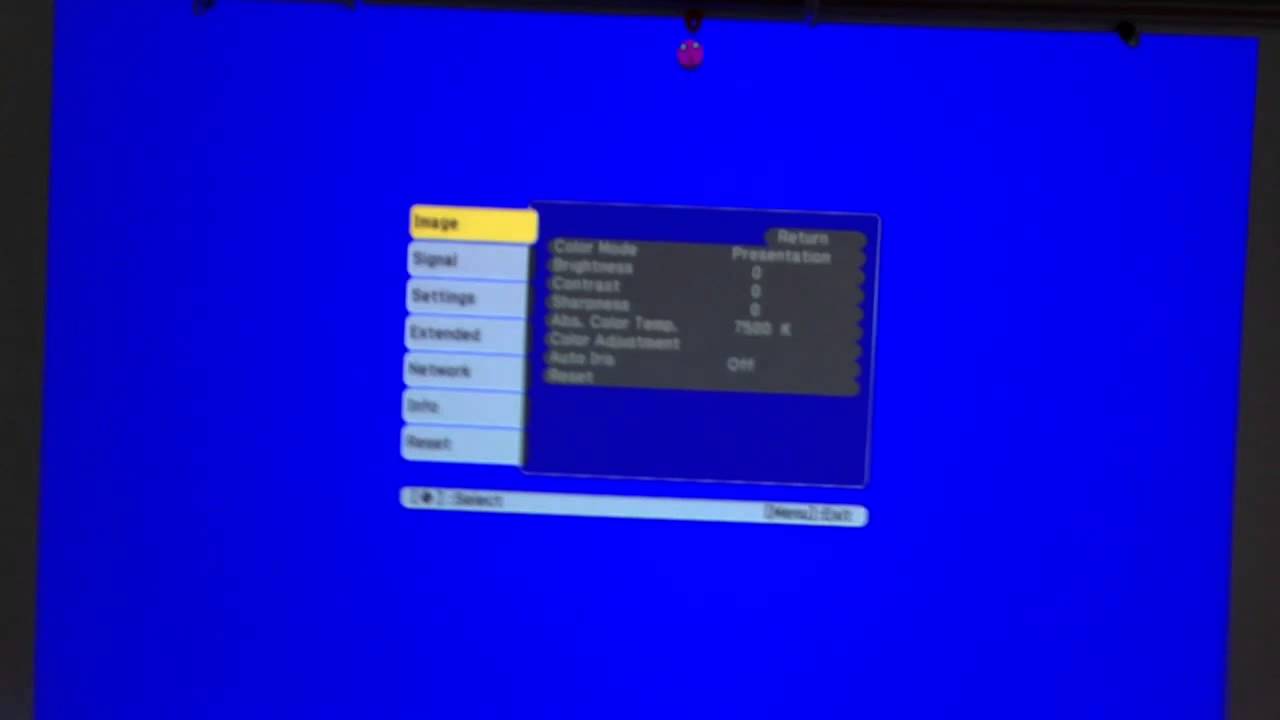 Image
Signal
Settings
Extended
Network
Info
Reset
Return
Color Mode Presentation
Brightness 0
Contrast 0
Sharpness 0
Abs. Color Temp. 7500 K
Color Adjustment
Auto Iris Off
Reset
[ ] :Select [Menu]:Exit